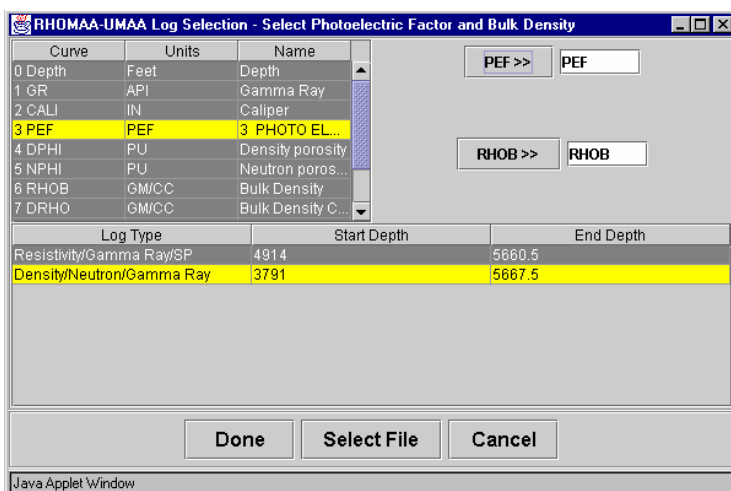 RHOMAA-UMAA Log Selection - Select Photoelectric Factor and Bulk Density
Curve Units Name
0 Depth Feet Depth
1 GR API Gamma Ray
2 CALI IN Caliper
3 PEF PEF 3 PHOTO EL...
4 DPHI PU Density porosity
5 NPHI PU Neutron poros...
6 RHOB GM/CC Bulk Density
7 DRHO GM/CC Bulk Density C...
PEF >> PEF
RHOB >> RHOB
Log Type Start Depth End Depth
Resistivity/Gamma Ray/SP 4914 5660.5
Density/Neutron/Gamma Ray 3791 5667.5
Done Select File Cancel
Java Applet Window